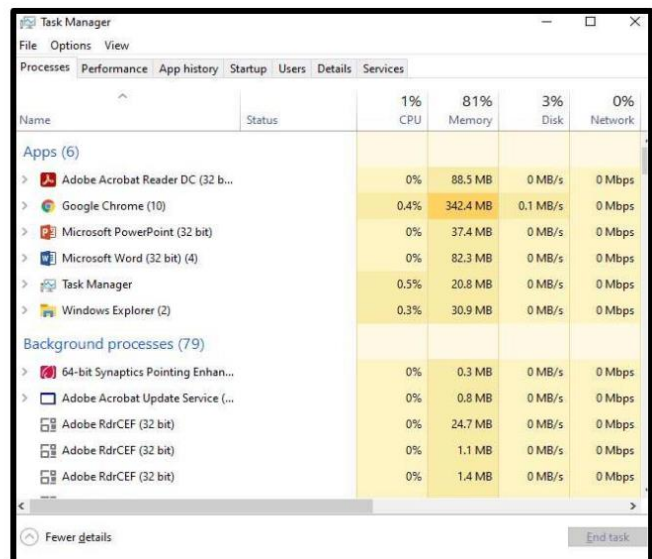 Task Manager
File Options View
Processes Performance App history Startup Users Details Services
1% 81% 3% 0%
Name Status CPU Memory Disk Network
Apps (6)
Adobe Acrobat Reader DC (32 b... 0% 88.5 MB 0 MB/s 0 Mbps
Google Chrome (10) 0.4% 342.4 MB 0.1 MB/s 0 Mbps
Microsoft PowerPoint (32 bit) 0% 37.4 MB 0 MB/s 0 Mbps
Microsoft Word (32 bit) (4) 0% 82.3 MB 0 MB/s 0 Mbps
Task Manager 0.5% 20.8 MB 0 MB/s 0 Mbps
Windows Explorer (2) 0.3% 30.9 MB 0 MB/s 0 Mbps
Background processes (79)
64-bit Synaptics Pointing Enhan... 0% 0.3 MB 0 MB/s 0 Mbps
Adobe Acrobat Update Service (... 0% 0.8 MB 0 MB/s 0 Mbps
Adobe RdrCEF (32 bit) 0% 24.7 MB 0 MB/s 0 Mbps
Adobe RdrCEF (32 bit) 0% 1.1 MB 0 MB/s 0 Mbps
Adobe RdrCEF (32 bit) 0% 1.4 MB 0 MB/s 0 Mbps
Fewer details End task